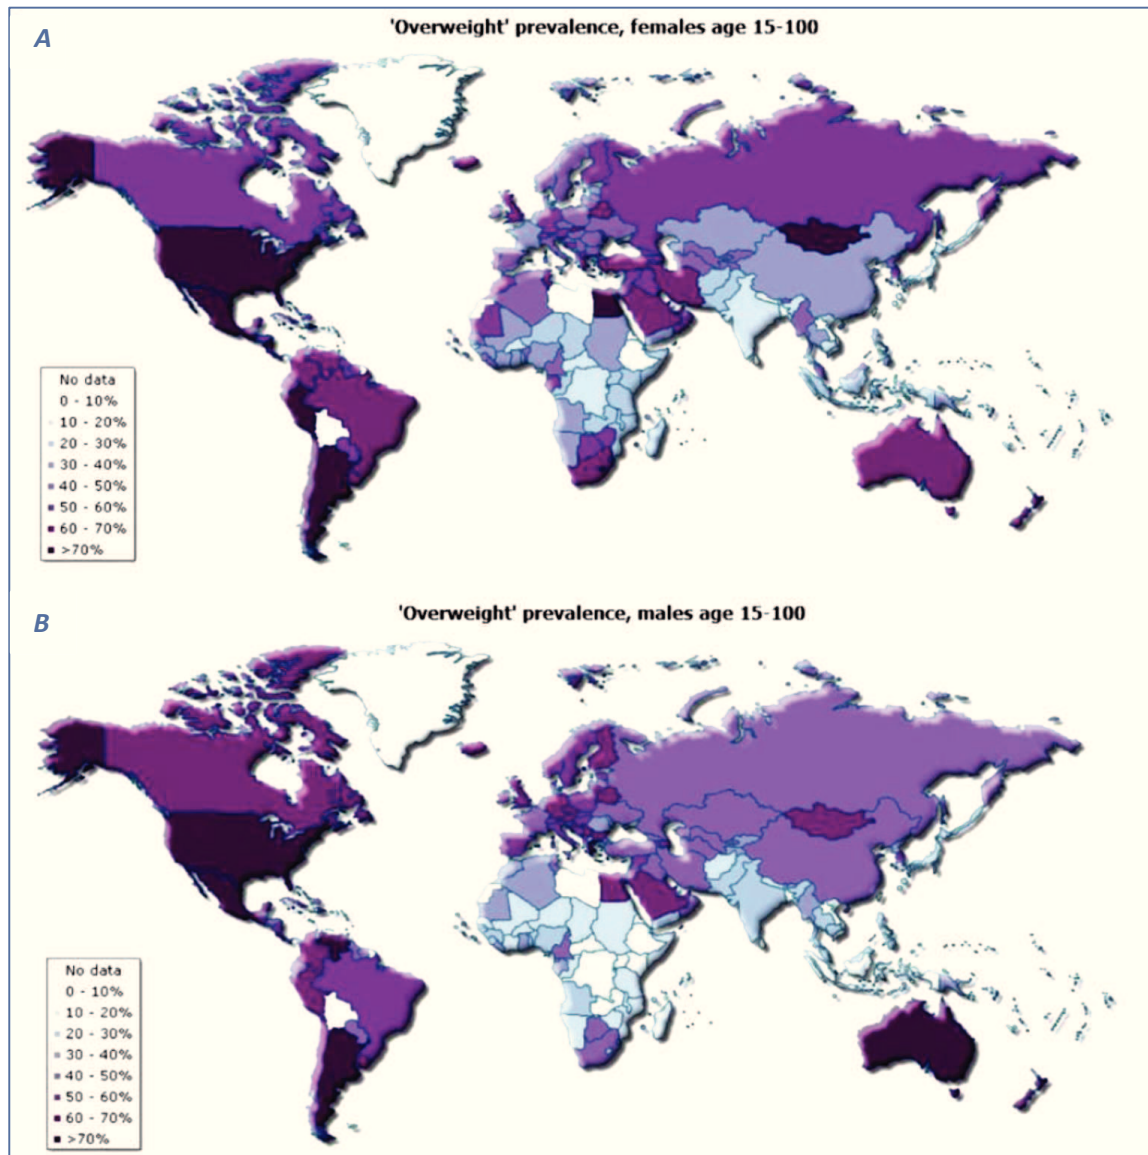 A
'Overweight' prevalence, females age 15-100
No data
0 - 10%
10 - 20%
20 - 30%
30 - 40%
40 - 50%
50 - 60%
60 - 70%
>70%
B
'Overweight' prevalence, males age 15-100
No data
0 - 10%
10 - 20%
20 - 30%
30 - 40%
40 - 50%
50 - 60%
60 - 70%
>70%